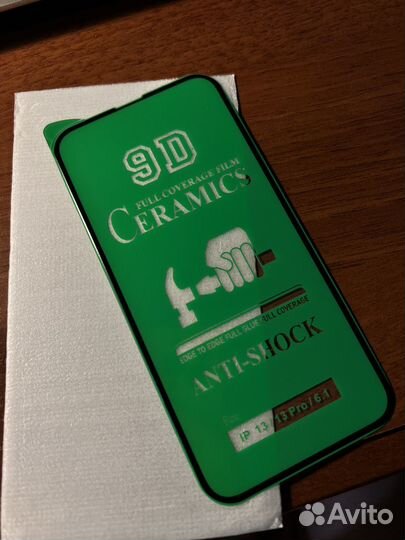 9D
FULL COVERAGE FILM
CERAMICS
EDGE TO EDGE FULL GLUE FULL COVERAGE
ANTI-SHOCK
For:
IP 13 / 13 Pro / 6.1
Avito